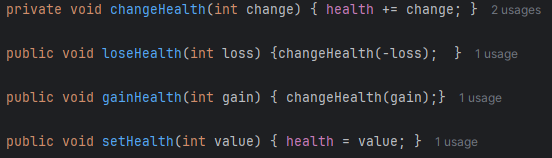 private void changeHealth(int change) { health += change; } 2 usages
public void loseHealth(int loss) {changeHealth(-loss); } 1 usage
public void gainHealth(int gain) { changeHealth(gain);} 1 usage
public void setHealth(int value) { health = value; } 1 usage